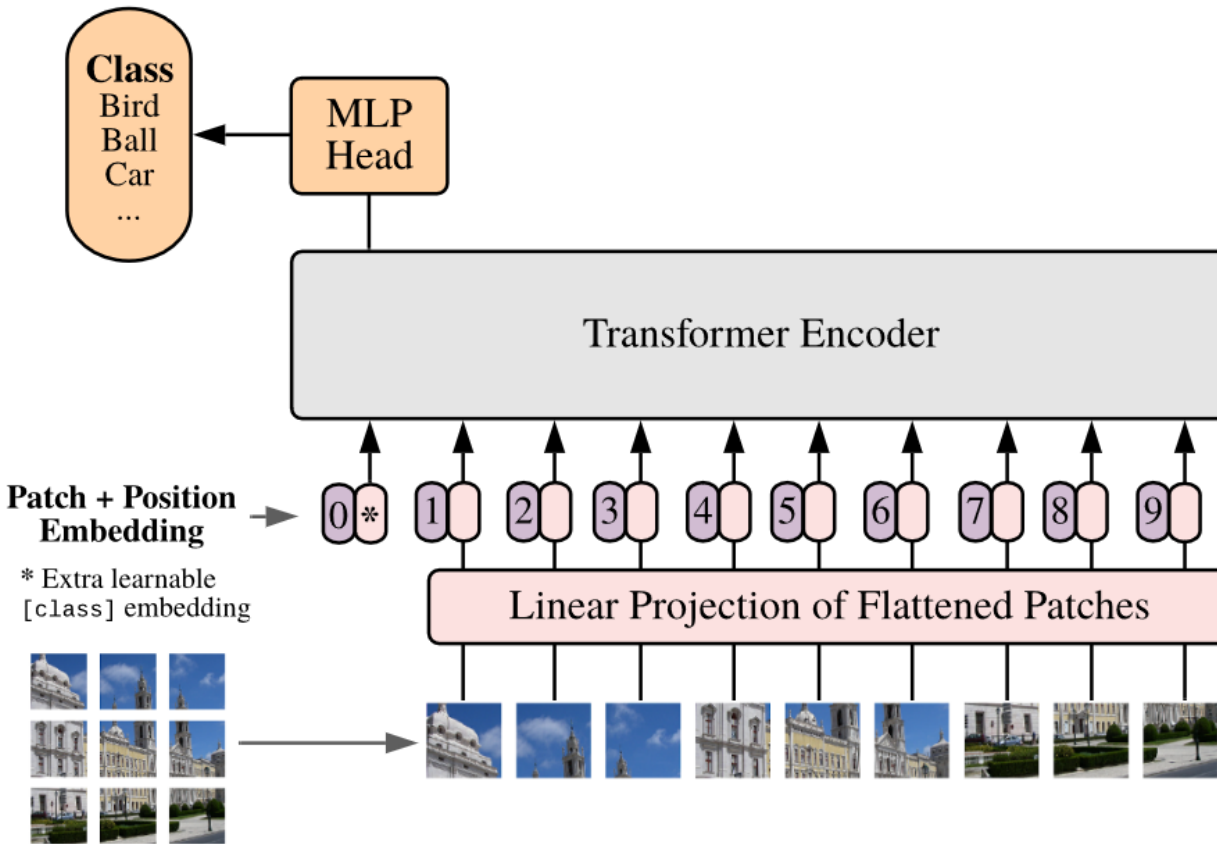 Class
Bird
Ball
Car
...
MLP
Head
Transformer Encoder
Patch + Position
Embedding
0 * 1 2 3 4 5 6 7 8 9
* Extra learnable
[class] embedding
Linear Projection of Flattened Patches